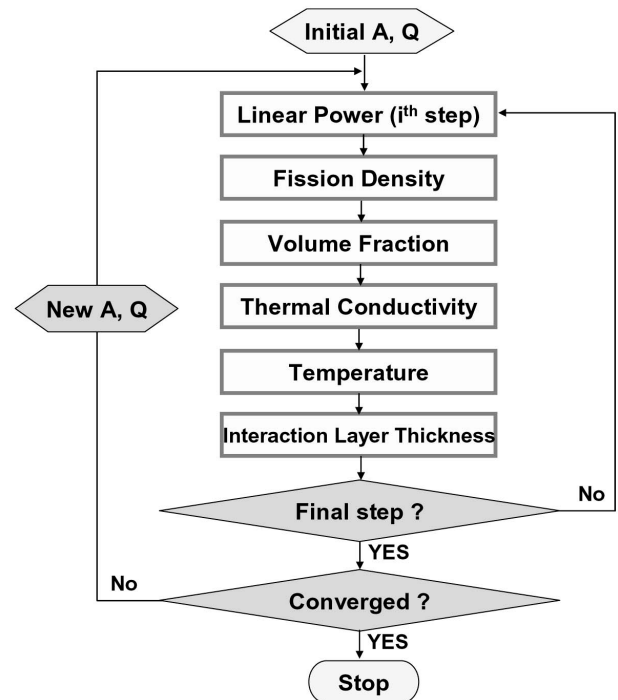 Initial A, Q
Linear Power (ith step)
Fission Density
Volume Fraction
Thermal Conductivity
New A, Q
Temperature
Interaction Layer Thickness
Final step ?
No
YES
No
Converged ?
YES
Stop